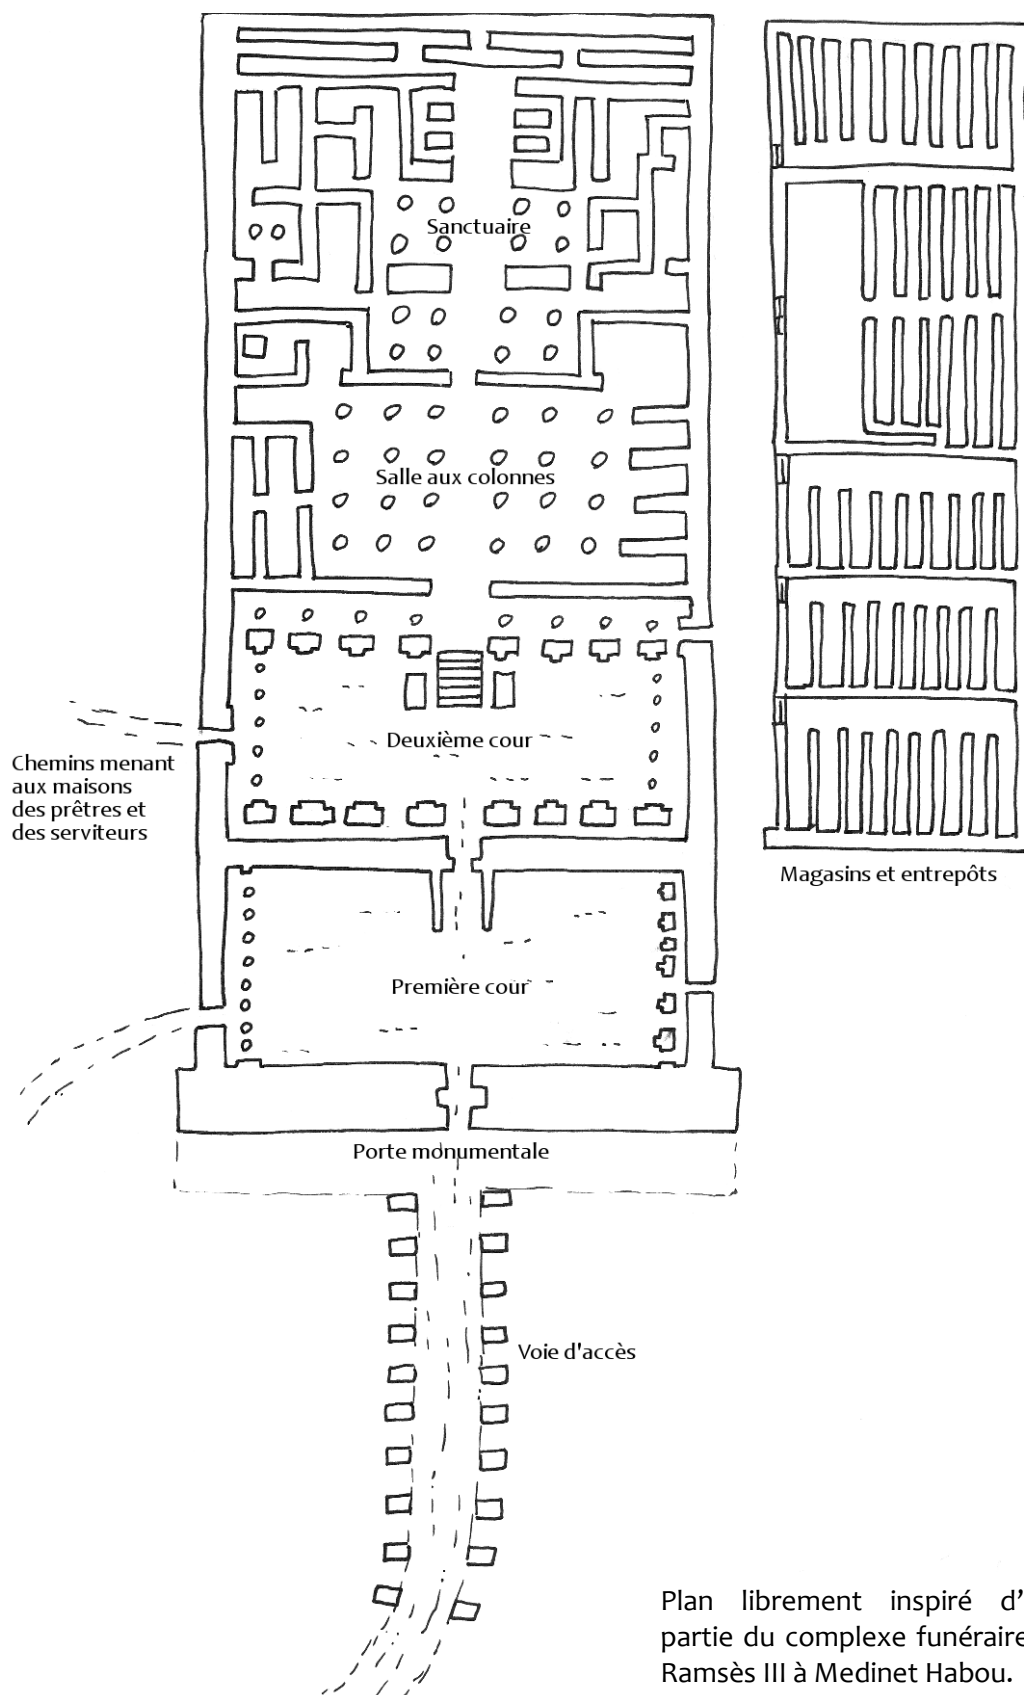 Sanctuaire
Salle aux colonnes
Deuxième cour
Chemins menant
aux maisons
des prêtres et
des serviteurs
Magasins et entrepôts
Première cour
Porte monumentale
Voie d'accès
Plan librement inspiré d’
partie du complexe funéraire
Ramsès III à Medinet Habou.